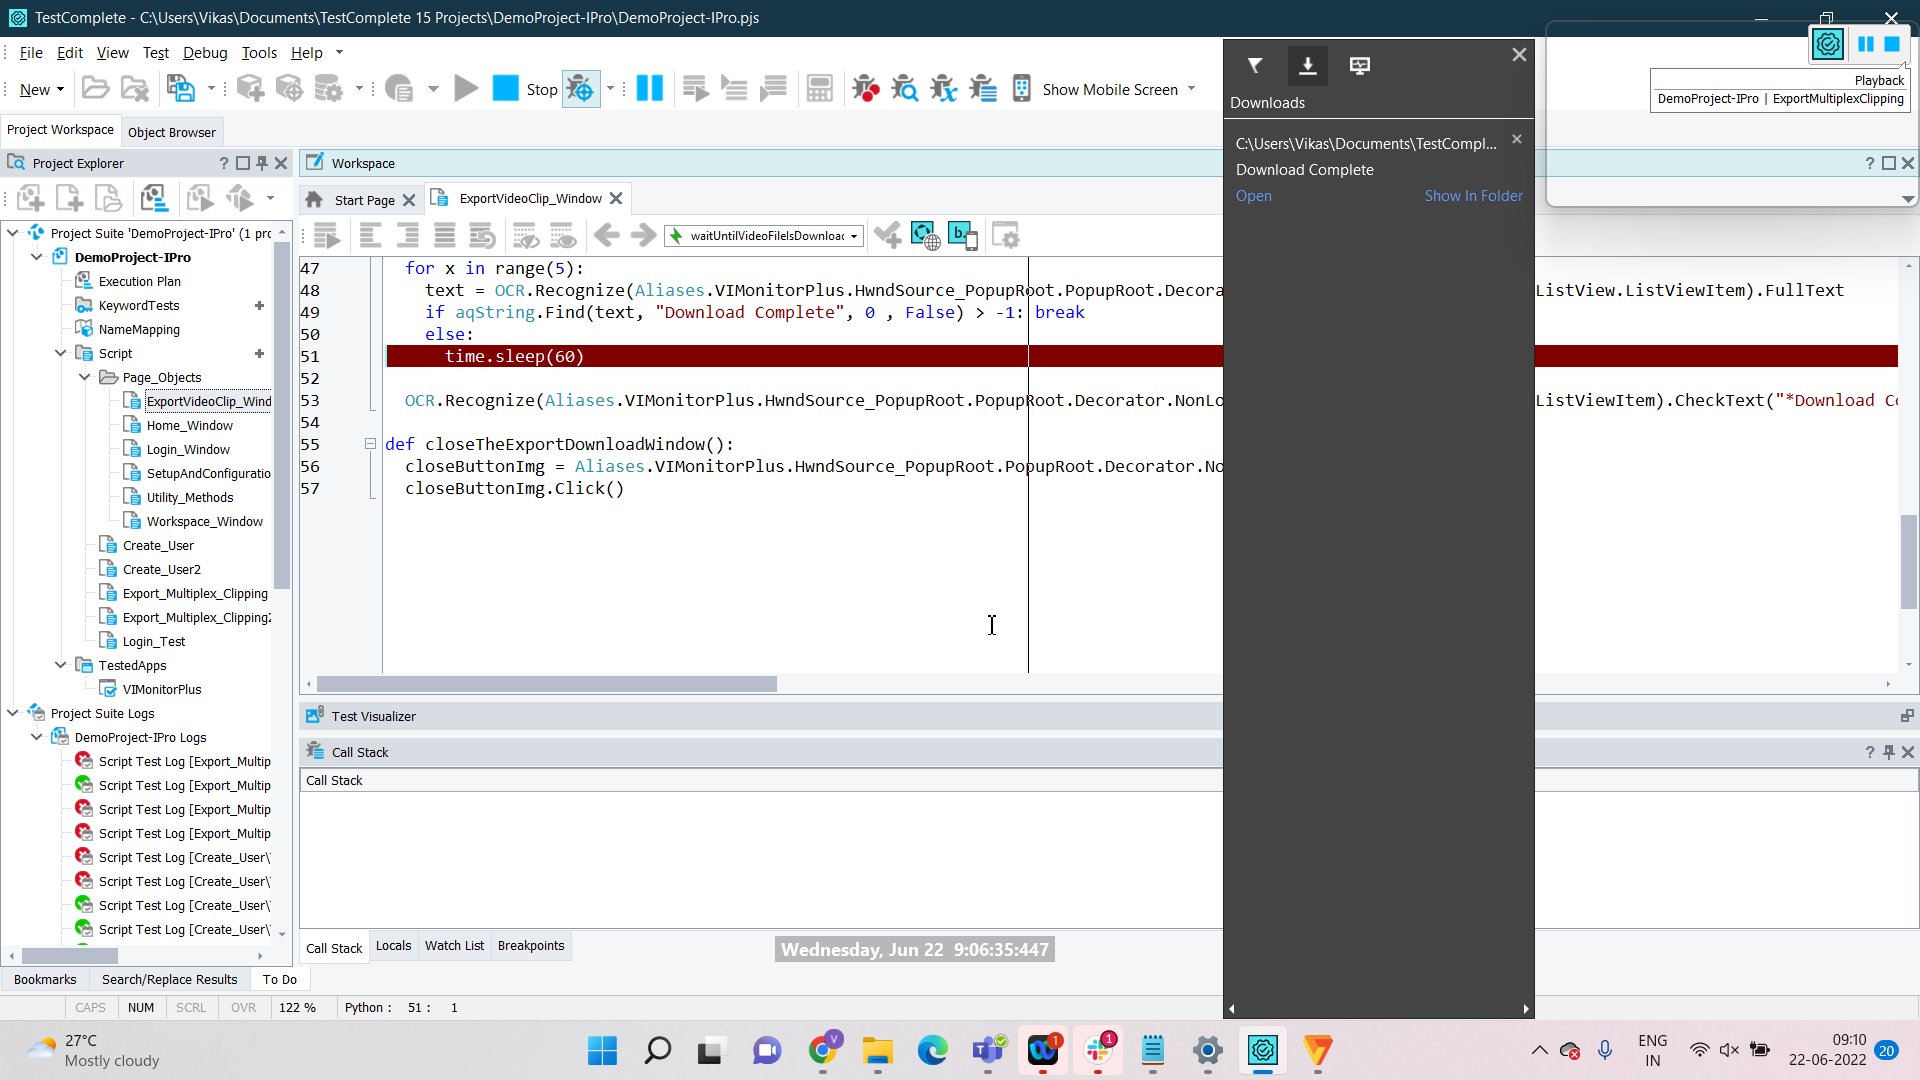 TestComplete - C:\Users\Vikas\Documents\TestComplete 15 Projects\DemoProject-IPro\DemoProject-IPro.pjs
File Edit View Test Debug Tools Help
New
Stop
Show Mobile Screen
Playback
DemoProject-IPro | ExportMultiplexClipping
Project Workspace
Object Browser
Project Explorer
Workspace
Start Page
ExportVideoClip_Window
waitUntilVideoFileIsDownloac
Project Suite 'DemoProject-IPro' (1 prc
DemoProject-IPro
Execution Plan
KeywordTests
NameMapping
Script
Page_Objects
ExportVideoClip_Wind
Home_Window
Login_Window
SetupAndConfiguratio
Utility_Methods
Workspace_Window
Create_User
Create_User2
Export_Multiplex_Clipping
Export_Multiplex_Clipping2
Login_Test
TestedApps
VIMonitorPlus
Project Suite Logs
DemoProject-IPro Logs
Script Test Log [Export_Multip
Script Test Log [Export_Multip
Script Test Log [Export_Multip
Script Test Log [Export_Multip
Script Test Log [Create_User\
Script Test Log [Create_User\
Script Test Log [Create_User\
Script Test Log [Create_User\
47 for x in range(5):
48 text = OCR.Recognize(Aliases.VIMonitorPlus.HwndSource_PopupRoot.PopupRoot.Decora ListView.ListViewItem).FullText
49 if aqString.Find(text, "Download Complete", 0 , False) > -1: break
50 else:
51 time.sleep(60)
52
53 OCR.Recognize(Aliases.VIMonitorPlus.HwndSource_PopupRoot.PopupRoot.Decorator.NonLo ListViewItem).CheckText("*Download Co
54
55 def closeTheExportDownloadWindow():
56 closeButtonImg = Aliases.VIMonitorPlus.HwndSource_PopupRoot.PopupRoot.Decorator.No
57 closeButtonImg.Click()
Downloads
C:\Users\Vikas\Documents\TestCompl...
Download Complete
Open Show In Folder
Test Visualizer
Call Stack
Call Stack
Call Stack Locals Watch List Breakpoints
Wednesday, Jun 22 9:06:35:447
Bookmarks Search/Replace Results To Do
CAPS NUM SCRL OVR 122 % Python : 51 : 1
27°C
Mostly cloudy
V
1
1
ENG
IN
09:10
22-06-2022
20